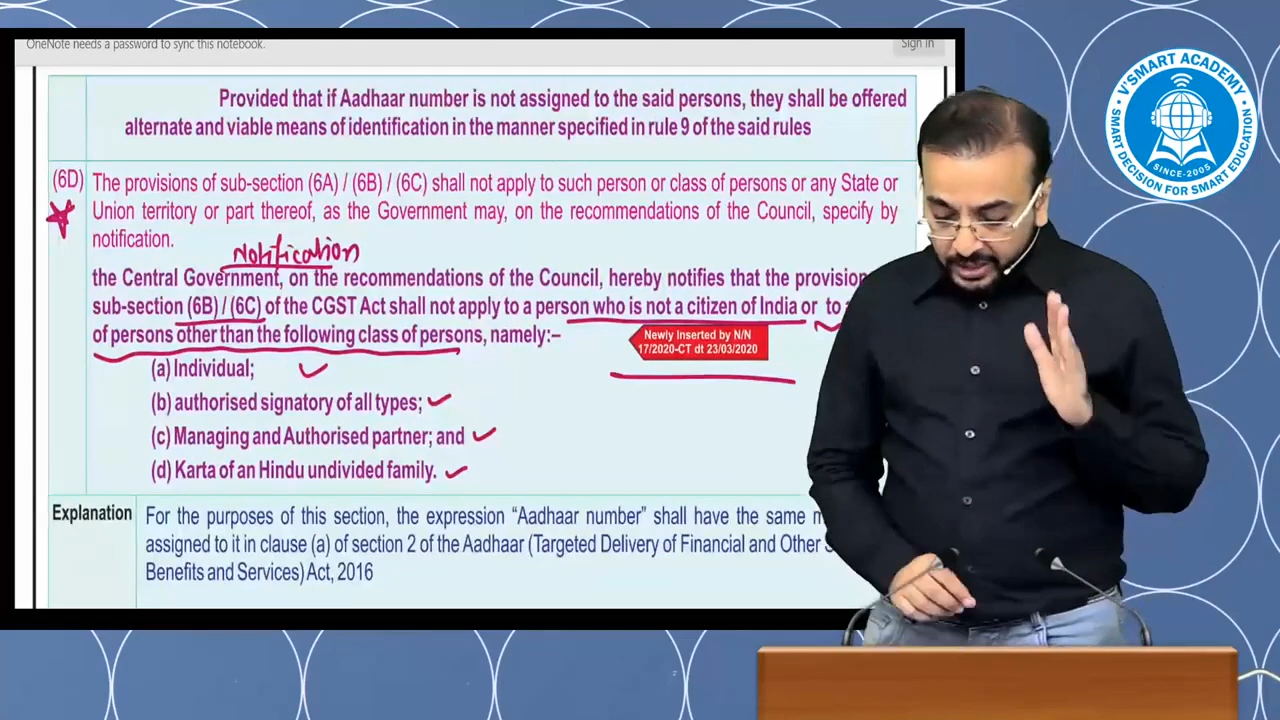 OneNote needs a password to sync this notebook.
Sign in
Provided that if Aadhaar number is not assigned to the said persons, they shall be offered
alternate and viable means of identification in the manner specified in rule 9 of the said rules
(6D) The provisions of sub-section (6A) / (6B) / (6C) shall not apply to such person or class of persons or any State or
Union territory or part thereof, as the Government may, on the recommendations of the Council, specify by
notification.
Notification
the Central Government, on the recommendations of the Council, hereby notifies that the provision
sub-section (6B) / (6C) of the CGST Act shall not apply to a person who is not a citizen of India or to
of persons other than the following class of persons, namely:–
Newly Inserted by N/N
17/2020-CT dt 23/03/2020
(a) Individual;
(b) authorised signatory of all types;
(c) Managing and Authorised partner; and
(d) Karta of an Hindu undivided family.
Explanation For the purposes of this section, the expression “Aadhaar number” shall have the same
assigned to it in clause (a) of section 2 of the Aadhaar (Targeted Delivery of Financial and Other
Benefits and Services) Act, 2016
V'SMART ACADEMY
SINCE-2005
SMART DECISION FOR SMART EDUCATION